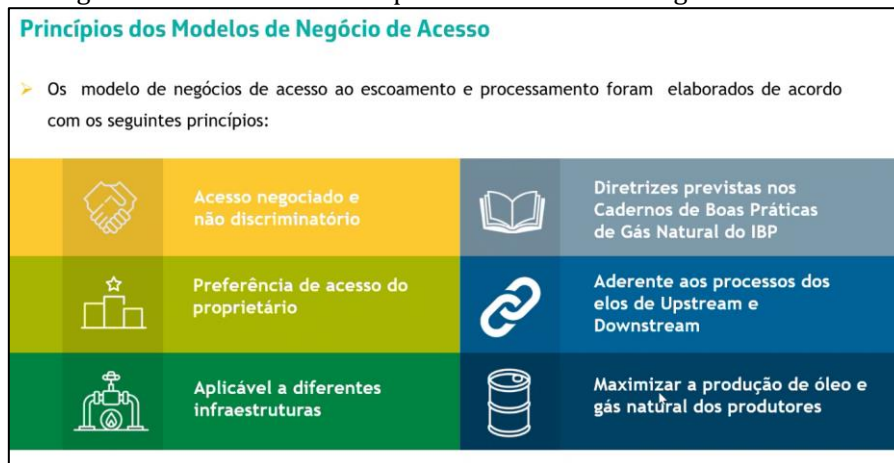 Princípios dos Modelos de Negócio de Acesso
Os modelo de negócios de acesso ao escoamento e processamento foram elaborados de acordo
com os seguintes princípios:
Acesso negociado e
não discriminatório
Diretrizes previstas nos
Cadernos de Boas Práticas
de Gás Natural do IBP
Preferência de acesso do
proprietário
Aderente aos processos dos
elos de Upstream e
Downstream
Aplicável a diferentes
infraestruturas
Maximizar a produção de óleo e
gás natural dos produtores